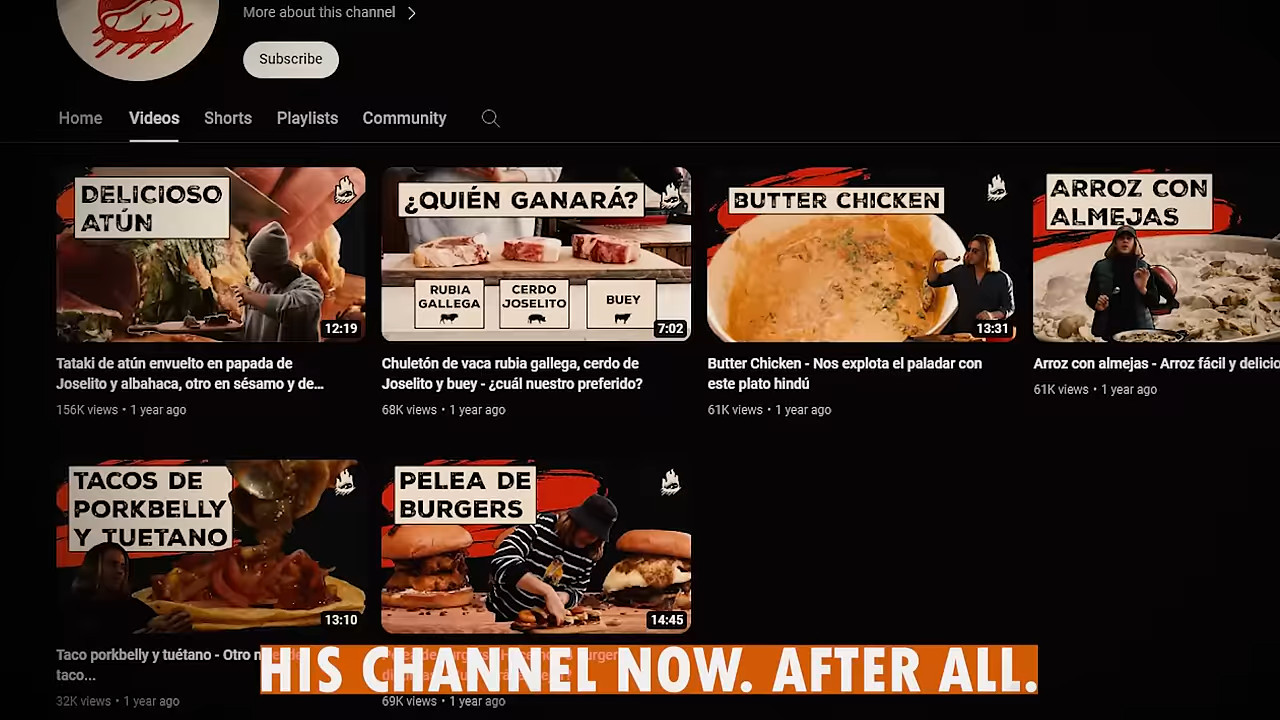 More about this channel
Subscribe
Home Videos Shorts Playlists Community
DELICIOSO
ATÚN
12:19
Tataki de atún envuelto en papada de
Joselito y albahaca, otro en sésamo y de...
156K views • 1 year ago
¿QUIÉN GANARÁ?
RUBIA
GALLEGA
CERDO
JOSELITO
BUEY
7:02
Chuletón de vaca rubia gallega, cerdo de
Joselito y buey - ¿cuál nuestro preferido?
68K views • 1 year ago
BUTTER CHICKEN
13:31
Butter Chicken - Nos explota el paladar con
este plato hindú
61K views • 1 year ago
ARROZ CON
ALMEJAS
Arroz con almejas - Arroz fácil y delicio
61K views • 1 year ago
TACOS DE
PORKBELLY
Y TUETANO
13:10
Taco porkbelly y tuétano - Otro
taco...
32K views • 1 year ago
PELEA DE
BURGERS
14:45
69K views • 1 year ago
HIS CHANNEL NOW. AFTER ALL.